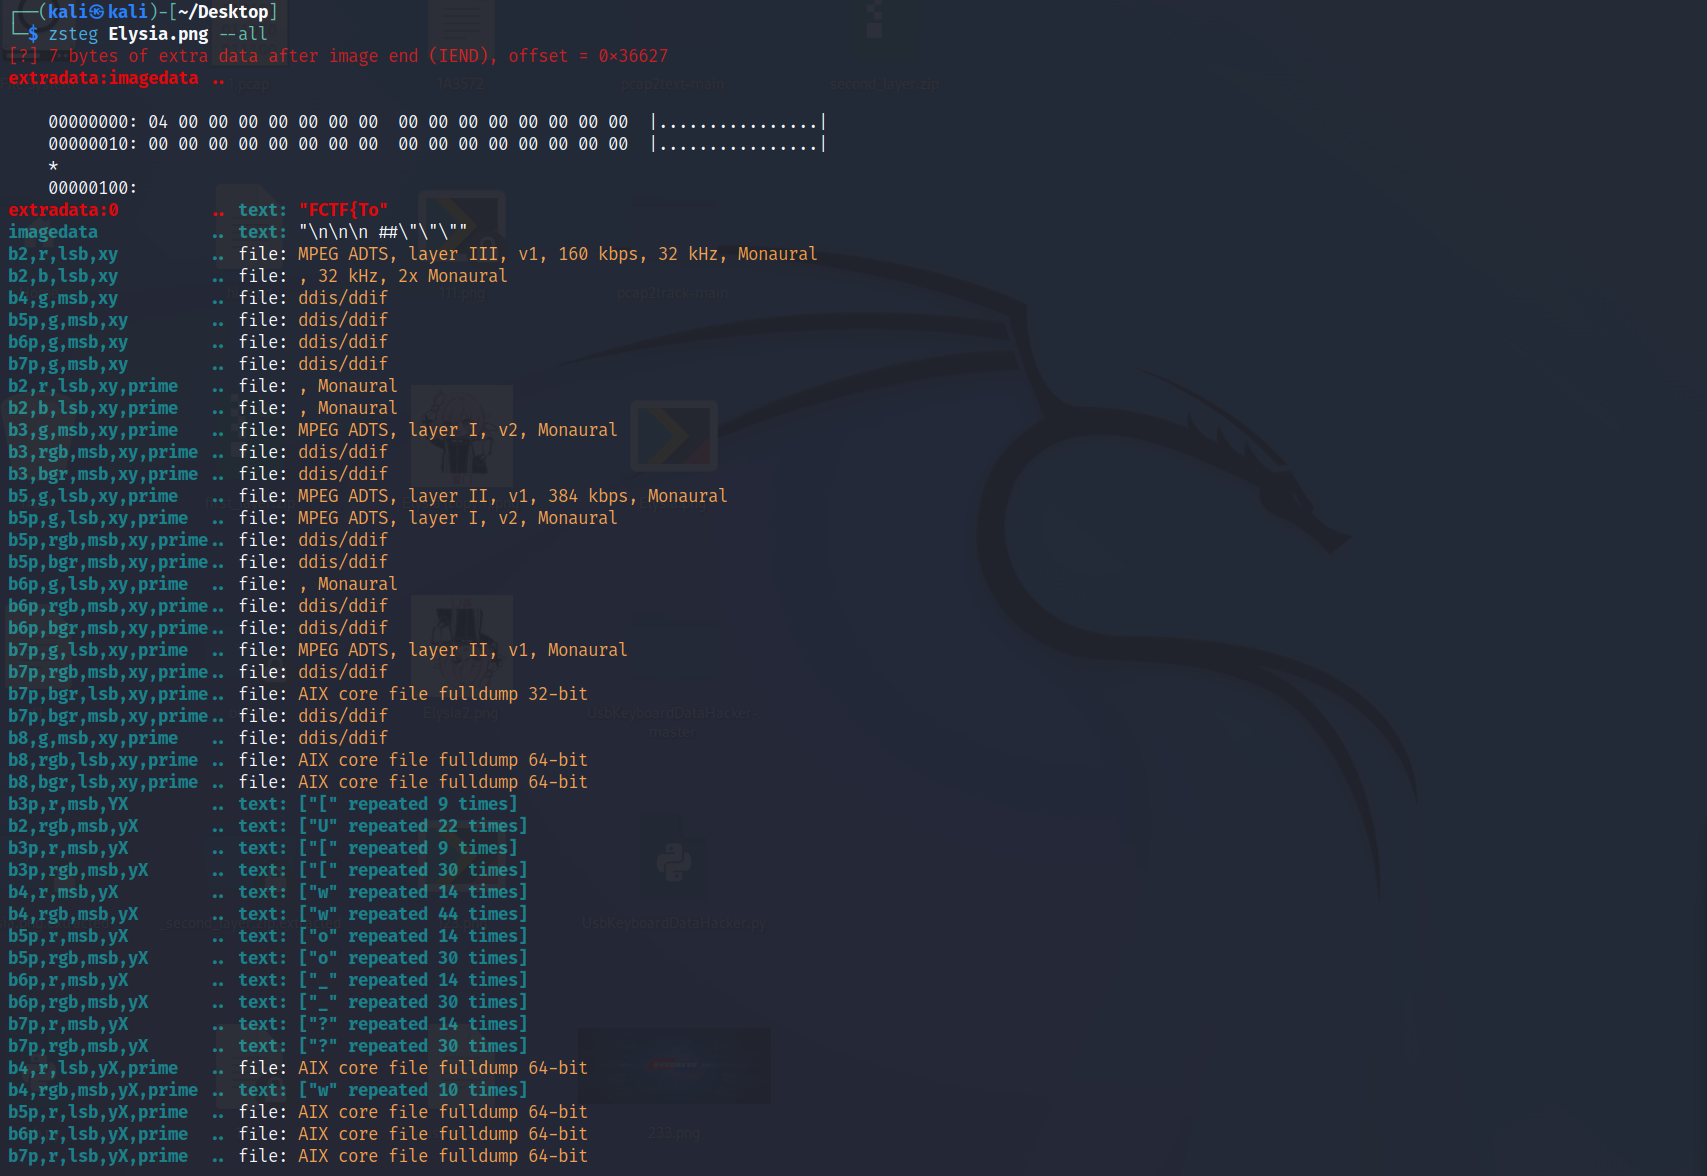 ┌──(kali㉿kali)-[~/Desktop]
└─$ zsteg Elysia.png --all
[?] 7 bytes of extra data after image end (IEND), offset = 0x36627
extradata:imagedata ..
00000000: 04 00 00 00 00 00 00 00  00 00 00 00 00 00 00 00  |................|
00000010: 00 00 00 00 00 00 00 00  00 00 00 00 00 00 00 00  |................|
*
00000100:
extradata:0         .. text: "FCTF{To"
imagedata           .. text: "\n\n\n ##\"\"\""
b2,r,lsb,xy         .. file: MPEG ADTS, layer III, v1, 160 kbps, 32 kHz, Monaural
b2,b,lsb,xy         .. file: , 32 kHz, 2x Monaural
b4,g,msb,xy         .. file: ddis/ddif
b5p,g,msb,xy        .. file: ddis/ddif
b6p,g,msb,xy        .. file: ddis/ddif
b7p,g,msb,xy        .. file: ddis/ddif
b2,r,lsb,xy,prime   .. file: , Monaural
b2,b,lsb,xy,prime   .. file: , Monaural
b3,g,msb,xy,prime   .. file: MPEG ADTS, layer I, v2, Monaural
b3,rgb,msb,xy,prime .. file: ddis/ddif
b3,bgr,msb,xy,prime .. file: ddis/ddif
b5,g,lsb,xy,prime   .. file: MPEG ADTS, layer II, v1, 384 kbps, Monaural
b5p,g,lsb,xy,prime  .. file: MPEG ADTS, layer I, v2, Monaural
b5p,rgb,msb,xy,prime.. file: ddis/ddif
b5p,bgr,msb,xy,prime.. file: ddis/ddif
b6p,g,lsb,xy,prime  .. file: , Monaural
b6p,rgb,msb,xy,prime.. file: ddis/ddif
b6p,bgr,msb,xy,prime.. file: ddis/ddif
b7p,g,lsb,xy,prime  .. file: MPEG ADTS, layer II, v1, Monaural
b7p,rgb,msb,xy,prime.. file: ddis/ddif
b7p,bgr,lsb,xy,prime.. file: AIX core file fulldump 32-bit
b7p,bgr,msb,xy,prime.. file: ddis/ddif
b8,g,msb,xy,prime   .. file: ddis/ddif
b8,rgb,lsb,xy,prime .. file: AIX core file fulldump 64-bit
b8,bgr,lsb,xy,prime .. file: AIX core file fulldump 64-bit
b3p,r,msb,YX        .. text: ["[" repeated 9 times]
b2,rgb,msb,yX       .. text: ["U" repeated 22 times]
b3p,r,msb,yX        .. text: ["[" repeated 9 times]
b3p,rgb,msb,yX      .. text: ["[" repeated 30 times]
b4,r,msb,yX         .. text: ["w" repeated 14 times]
b4,rgb,msb,yX       .. text: ["w" repeated 44 times]
b5p,r,msb,yX        .. text: ["o" repeated 14 times]
b5p,rgb,msb,yX      .. text: ["o" repeated 30 times]
b6p,r,msb,yX        .. text: ["_" repeated 14 times]
b6p,rgb,msb,yX      .. text: ["_" repeated 30 times]
b7p,r,msb,yX        .. text: ["?" repeated 14 times]
b7p,rgb,msb,yX      .. text: ["?" repeated 30 times]
b4,r,lsb,yX,prime   .. file: AIX core file fulldump 64-bit
b4,rgb,msb,yX,prime .. text: ["w" repeated 10 times]
b5p,r,lsb,yX,prime  .. file: AIX core file fulldump 64-bit
b6p,r,lsb,yX,prime  .. file: AIX core file fulldump 64-bit
b7p,r,lsb,yX,prime  .. file: AIX core file fulldump 64-bit
pcap2text-main
second_layer.zip
pcap2track-main
Elysia2.png
UsbKeyboardDataHacker-
master
UsbKeyboardDataHacker.py
233.png